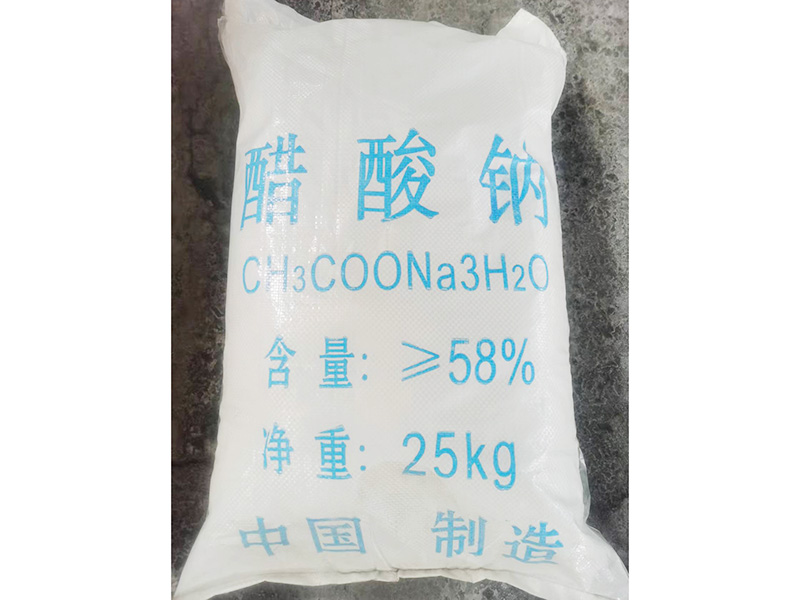 醋酸钠
CH3COONa3H2O
含量: ≥58%
净重: 25kg
中国 制造